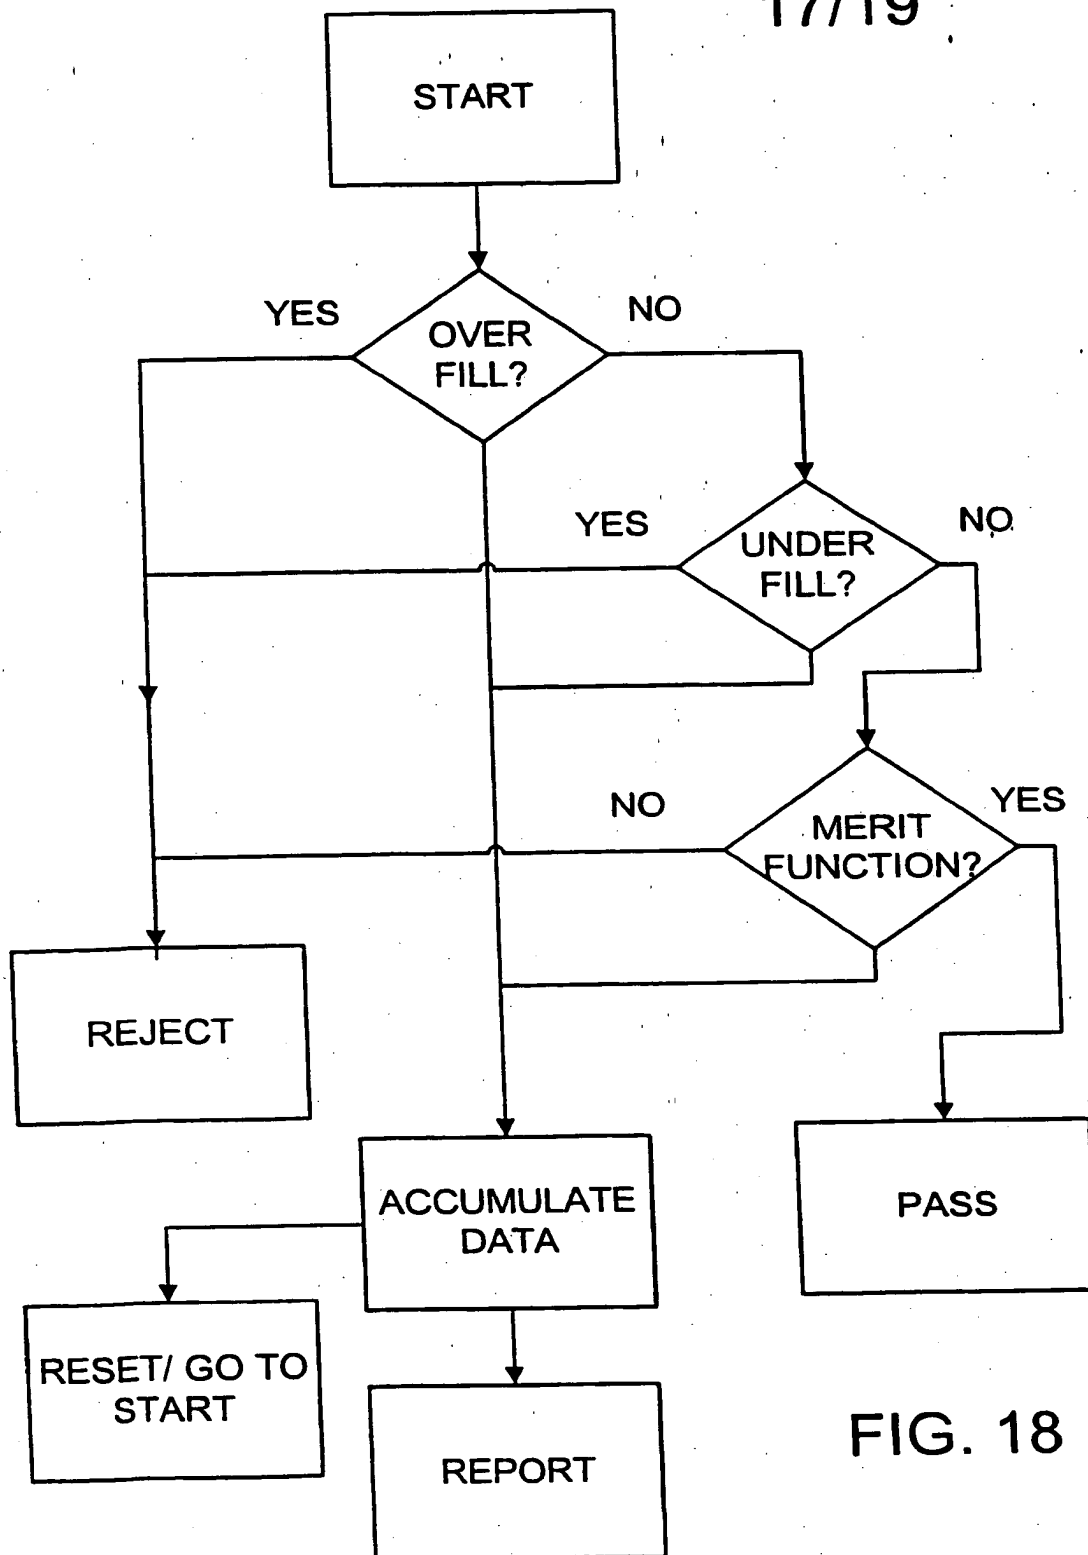 17/19
START
YES
NO
OVER
FILL?
YES
NO
UNDER
FILL?
NO
YES
MERIT
FUNCTION?
REJECT
ACCUMULATE
DATA
PASS
RESET/ GO TO
START
REPORT
FIG. 18